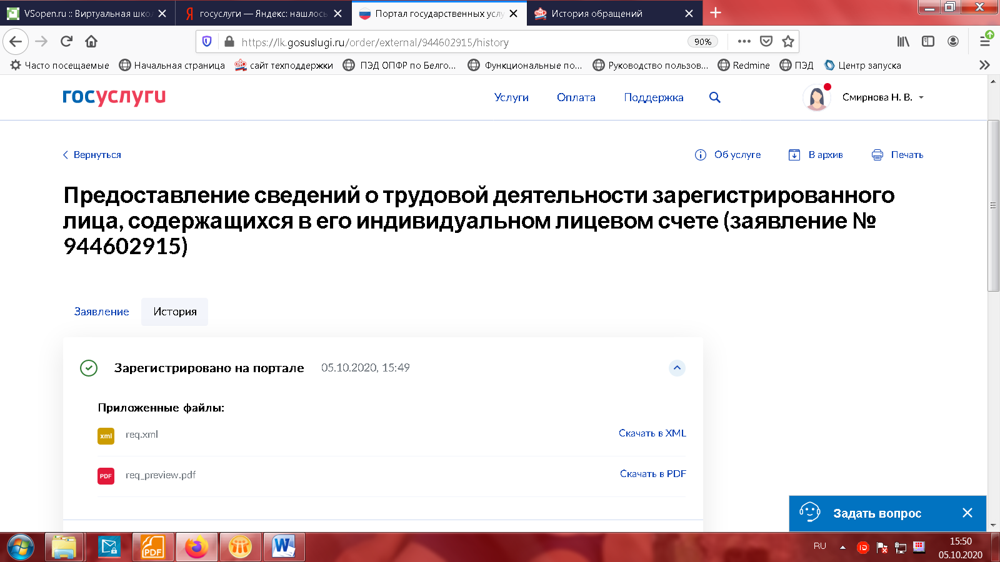 VSopen.ru :: Виртуальная шко
госуслуги — Яндекс: нашлось
Портал государственных услу
История обращений
https://lk.gosuslugi.ru/order/external/944602915/history
90%
Часто посещаемые
Начальная страница
сайт техподдержки
ПЭД ОПФР по Белго...
Функциональные по...
Руководство пользов...
Redmine
ПЭД
Центр запуска
госуслуги
Услуги
Оплата
Поддержка
Смирнова Н. В.
Вернуться
Об услуге
В архив
Печать
Предоставление сведений о трудовой деятельности зарегистрированного
лица, содержащихся в его индивидуальном лицевом счете (заявление №
944602915)
Заявление
История
Зарегистрировано на портале 05.10.2020, 15:49
Приложенные файлы:
xml req.xml Скачать в XML
PDF req_preview.pdf Скачать в PDF
Задать вопрос
PDF
RU
15:50
05.10.2020